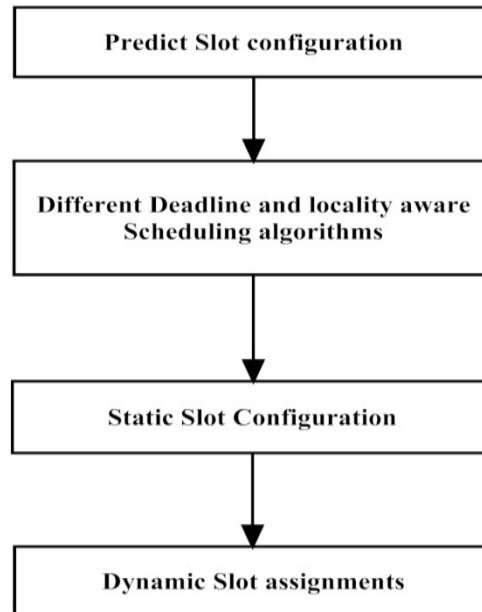 Predict Slot configuration
Different Deadline and locality aware
Scheduling algorithms
Static Slot Configuration
Dynamic Slot assignments